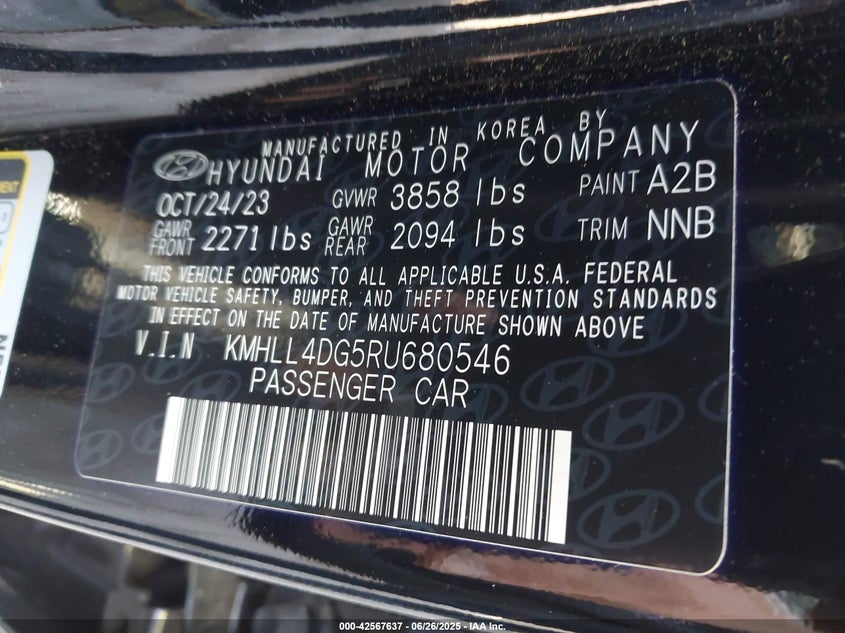 MANUFACTURED IN KOREA BY
HYUNDAI MOTOR COMPANY
OCT/24/23 GVWR 3858 lbs PAINT A2B
GAWR FRONT 2271 lbs GAWR REAR 2094 lbs TRIM NNB
THIS VEHICLE CONFORMS TO ALL APPLICABLE U.S.A. FEDERAL
MOTOR VEHICLE SAFETY, BUMPER, AND THEFT PREVENTION STANDARDS
IN EFFECT ON THE DATE OF MANUFACTURE SHOWN ABOVE
V.I.N KMHLL4DG5RU680546
PASSENGER CAR
000-42567637 - 06/26/2025 - IAAI.COM